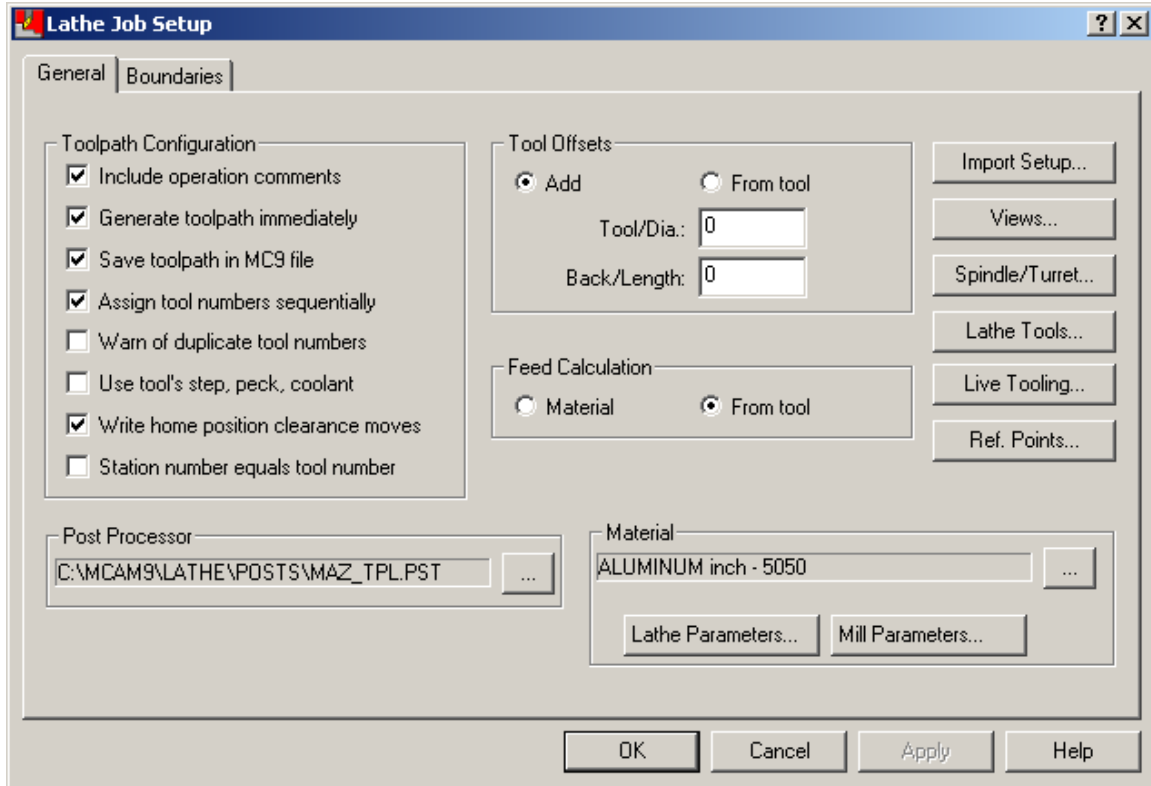 Lathe Job Setup
General
Boundaries
Toolpath Configuration
Include operation comments
Generate toolpath immediately
Save toolpath in MC9 file
Assign tool numbers sequentially
Warn of duplicate tool numbers
Use tool's step, peck, coolant
Write home position clearance moves
Station number equals tool number
Tool Offsets
Add
From tool
Tool/Dia.: 0
Back/Length: 0
Feed Calculation
Material
From tool
Import Setup...
Views...
Spindle/Turret...
Lathe Tools...
Live Tooling...
Ref. Points...
Post Processor
C:\MCAM9\LATHE\POSTS\MAZ_TPL.PST
...
Material
ALUMINUM inch - 5050
...
Lathe Parameters...
Mill Parameters...
OK
Cancel
Apply
Help